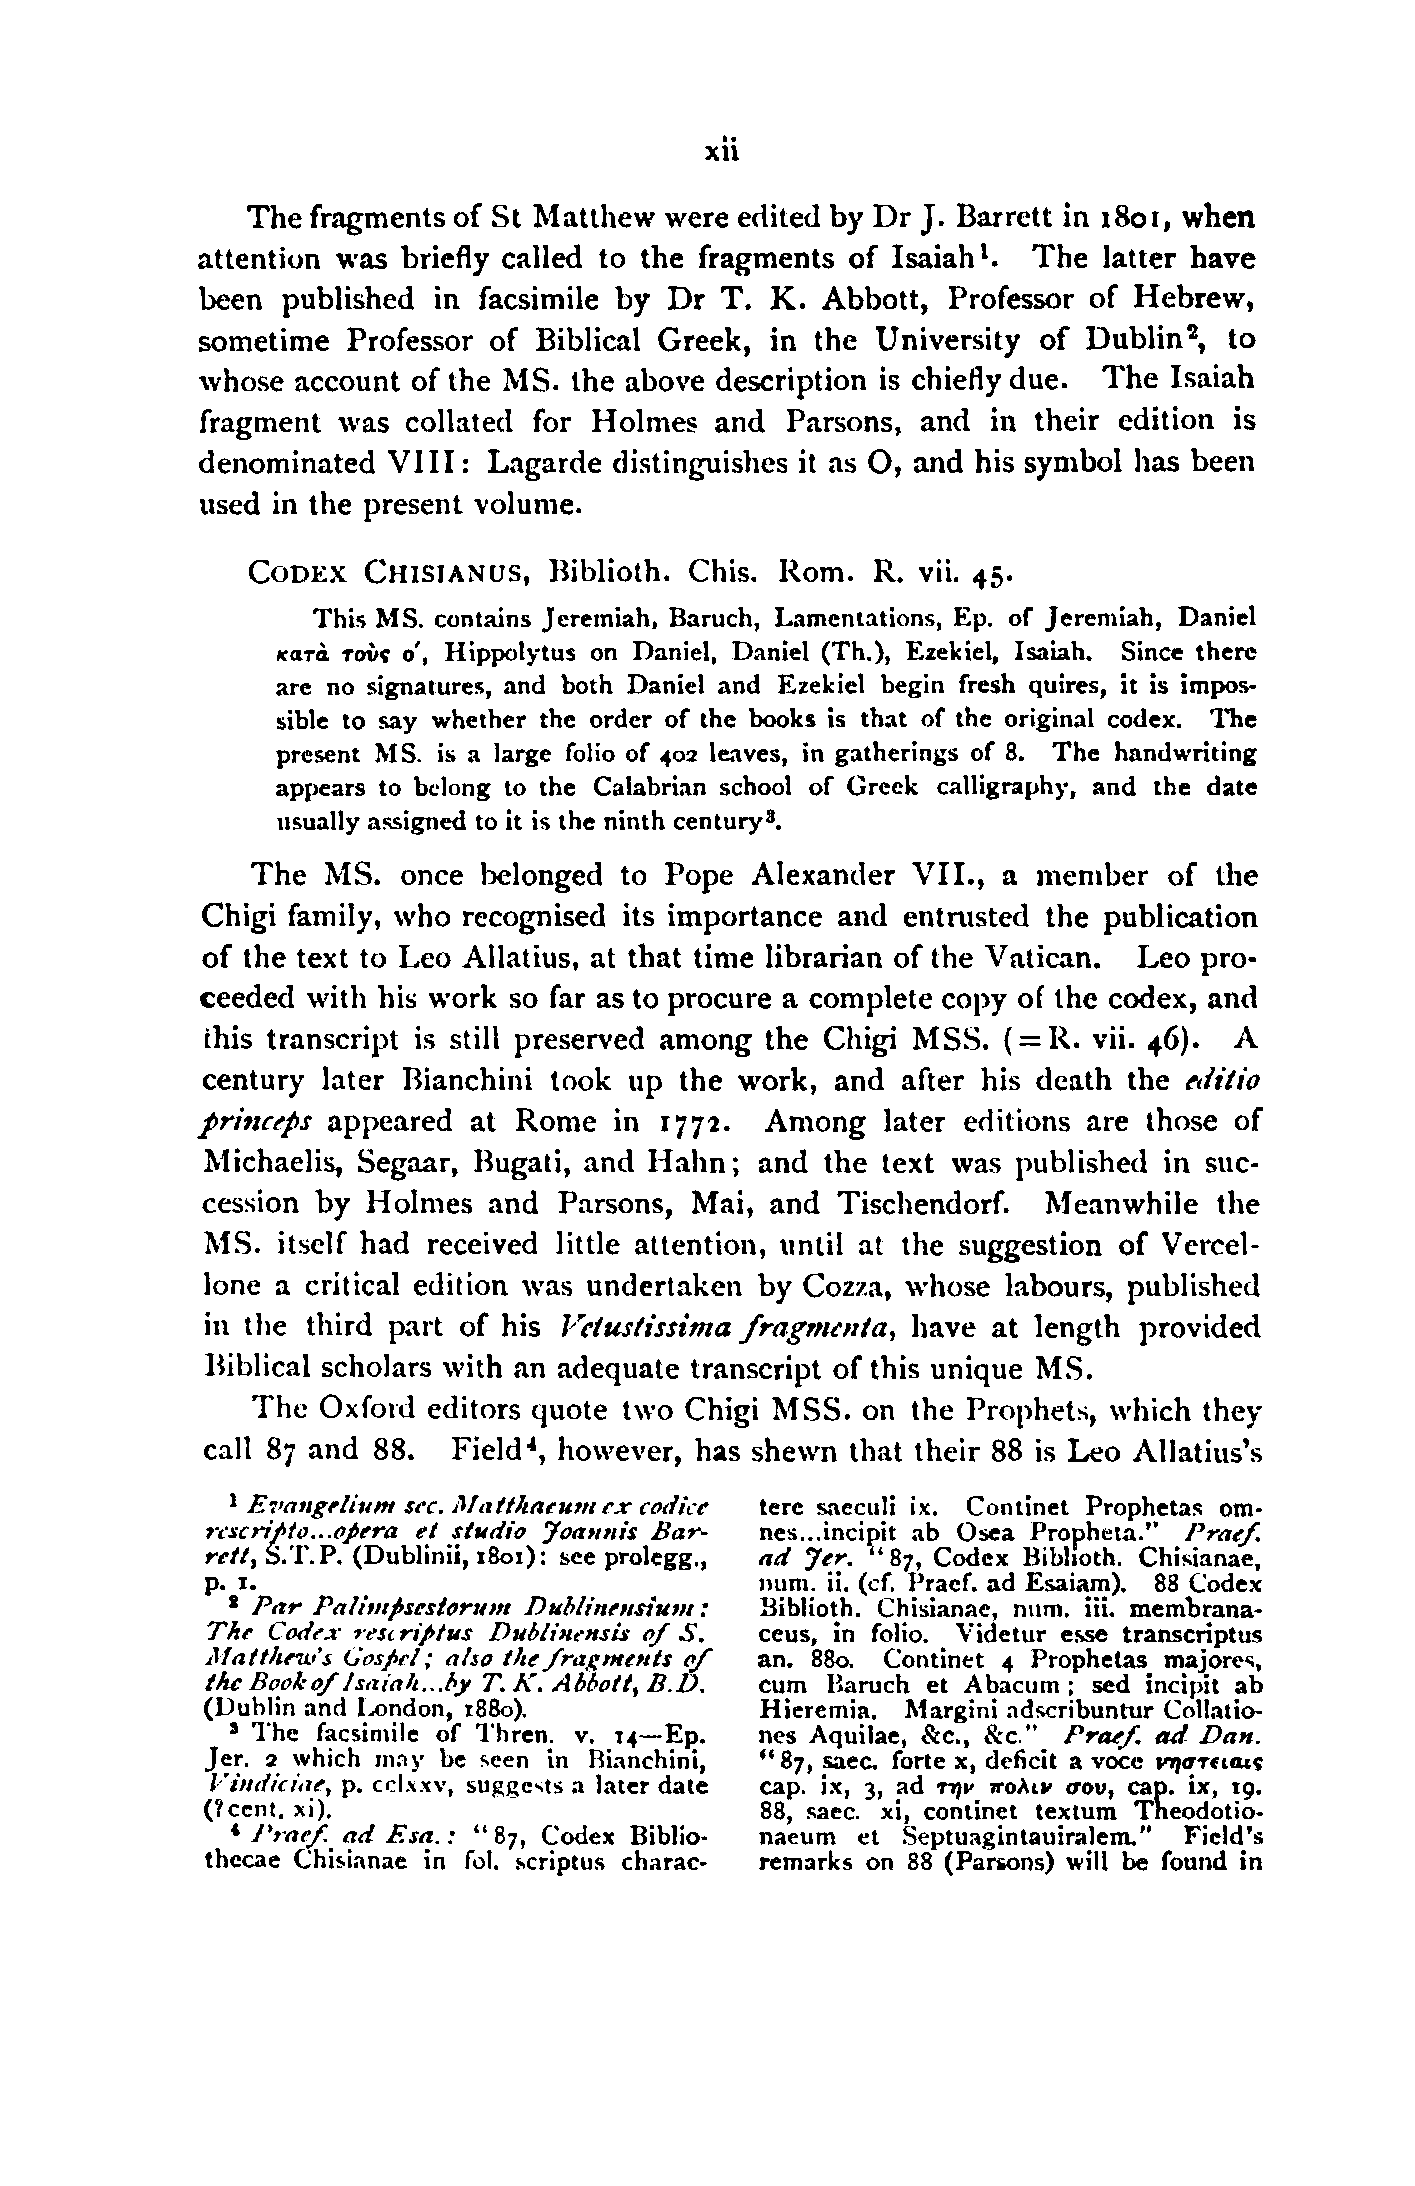 xii
The fragments of St Matthew were edited by Dr J. Barrett in 1801, when
attention was briefly called to the fragments of Isaiah¹. The latter have
been published in facsimile by Dr T. K. Abbott, Professor of Hebrew,
sometime Professor of Biblical Greek, in the University of Dublin², to
whose account of the MS. the above description is chiefly due. The Isaiah
fragment was collated for Holmes and Parsons, and in their edition is
denominated VIII: Lagarde distinguishes it as O, and his symbol has been
used in the present volume.
CODEX CHISIANUS, Biblioth. Chis. Rom. R. vii. 45.
This MS. contains Jeremiah, Baruch, Lamentations, Ep. of Jeremiah, Daniel
κατὰ τοὺς ο′, Hippolytus on Daniel, Daniel (Th.), Ezekiel, Isaiah. Since there
are no signatures, and both Daniel and Ezekiel begin fresh quires, it is impos-
sible to say whether the order of the books is that of the original codex. The
present MS. is a large folio of 402 leaves, in gatherings of 8. The handwriting
appears to belong to the Calabrian school of Greek calligraphy, and the date
usually assigned to it is the ninth century³.
The MS. once belonged to Pope Alexander VII., a member of the
Chigi family, who recognised its importance and entrusted the publication
of the text to Leo Allatius, at that time librarian of the Vatican. Leo pro-
ceeded with his work so far as to procure a complete copy of the codex, and
this transcript is still preserved among the Chigi MSS. (=R. vii. 46). A
century later Bianchini took up the work, and after his death the editio
princeps appeared at Rome in 1772. Among later editions are those of
Michaelis, Segaar, Bugati, and Hahn; and the text was published in suc-
cession by Holmes and Parsons, Mai, and Tischendorf. Meanwhile the
MS. itself had received little attention, until at the suggestion of Vercel-
lone a critical edition was undertaken by Cozza, whose labours, published
in the third part of his Vetustissima fragmenta, have at length provided
Biblical scholars with an adequate transcript of this unique MS.
The Oxford editors quote two Chigi MSS. on the Prophets, which they
call 87 and 88. Field⁴, however, has shewn that their 88 is Leo Allatius's
¹ Evangelium sec. Matthaeum ex codice
rescripto...opera et studio Joannis Bar-
rett, S.T.P. (Dublinii, 1801): see prolegg.,
p. 1.
² Par Palimpsestorum Dublinensium:
The Codex rescriptus Dublinensis of S.
Matthew's Gospel; also the fragments of
the Book of Isaiah...by T. K. Abbott, B.D.
(Dublin and London, 1880).
³ The facsimile of Thren. v. 14—Ep.
Jer. 2 which may be seen in Bianchini,
Vindiciae, p. cclxxv, suggests a later date
(?cent. xi).
⁴ Praef. ad Esa.: "87, Codex Biblio-
thecae Chisianae in fol. scriptus charac-
tere saeculi ix. Continet Prophetas om-
nes...incipit ab Osea Propheta." Praef.
ad Jer. "87, Codex Biblioth. Chisianae,
num. ii. (cf. Praef. ad Esaiam). 88 Codex
Biblioth. Chisianae, num. iii. membrana-
ceus, in folio. Videtur esse transcriptus
an. 880. Continet 4 Prophetas majores,
cum Baruch et Abacum; sed incipit ab
Hieremia. Margini adscribuntur Collatio-
nes Aquilae, &c., &c." Praef. ad Dan.
"87, saec. forte x, deficit a voce νηστειαις
cap. ix, 3, ad την πολιν σου, cap. ix, 19.
88, saec. xi, continet textum Theodotio-
naeum et Septuagintauiralem." Field's
remarks on 88 (Parsons) will be found in